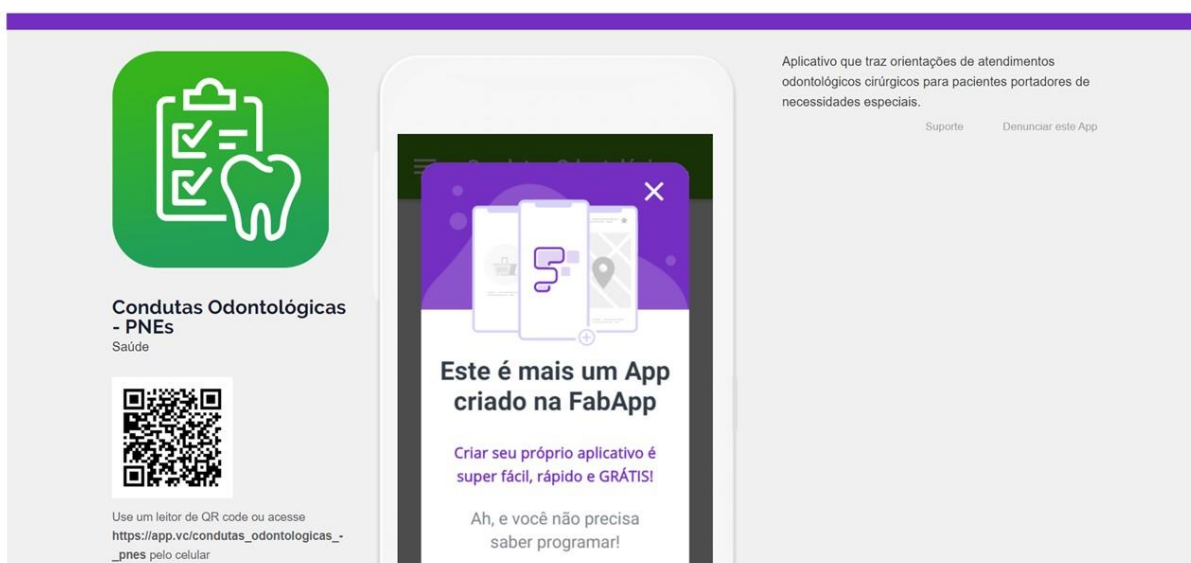 Condutas Odontológicas
- PNEs
Saúde
Use um leitor de QR code ou acesse
https://app.vc/condutas_odontologicas_-
_pnes pelo celular
Este é mais um App
criado na FabApp
Criar seu próprio aplicativo é
super fácil, rápido e GRÁTIS!
Ah, e você não precisa
saber programar!
Aplicativo que traz orientações de atendimentos
odontológicos cirúrgicos para pacientes portadores de
necessidades especiais.
Suporte Denunciar este App